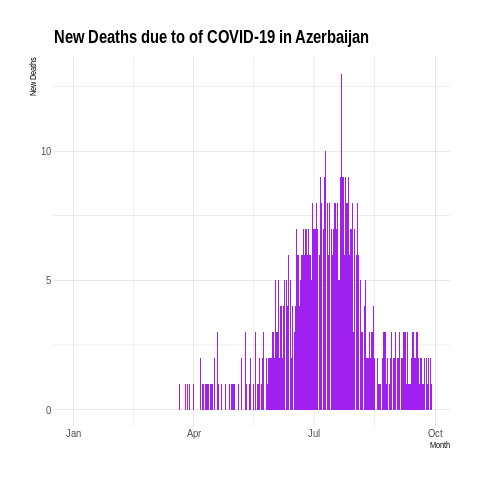 New Deaths due to of COVID-19 in Azerbaijan
New Deaths
10
5
0
Jan Apr Jul Oct
Month